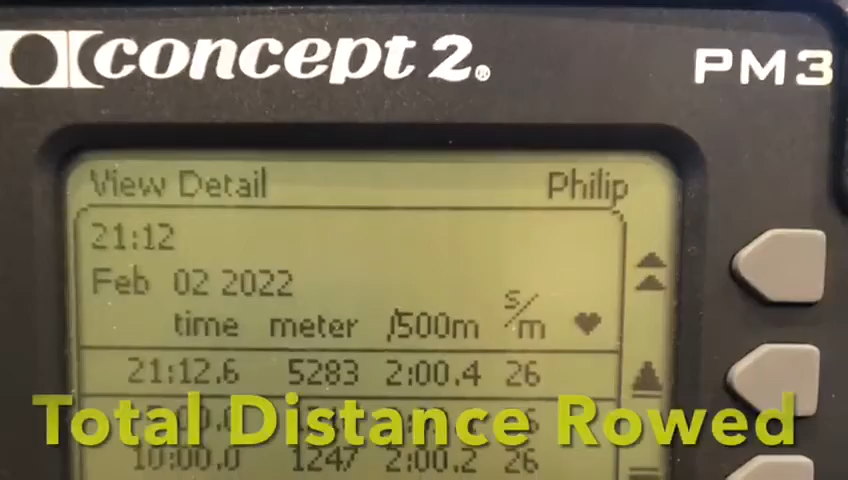 concept 2®
PM3
View Detail Philip
21:12
Feb 02 2022
time meter /500m s/m
21:12.6 5283 2:00.4 26
Total Distance Rowed
10:00.0 1247 2:00.2 26